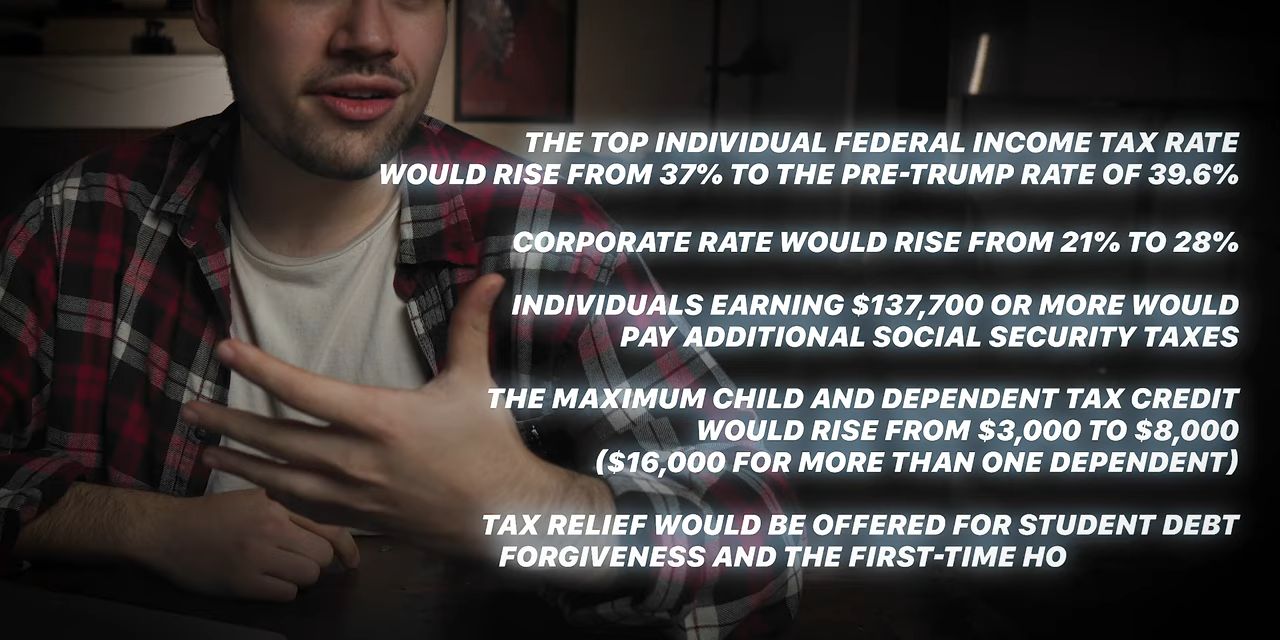 THE TOP INDIVIDUAL FEDERAL INCOME TAX RATE
WOULD RISE FROM 37% TO THE PRE-TRUMP RATE OF 39.6%
CORPORATE RATE WOULD RISE FROM 21% TO 28%
INDIVIDUALS EARNING $137,700 OR MORE WOULD
PAY ADDITIONAL SOCIAL SECURITY TAXES
THE MAXIMUM CHILD AND DEPENDENT TAX CREDIT
WOULD RISE FROM $3,000 TO $8,000
($16,000 FOR MORE THAN ONE DEPENDENT)
TAX RELIEF WOULD BE OFFERED FOR STUDENT DEBT
FORGIVENESS AND THE FIRST-TIME HO